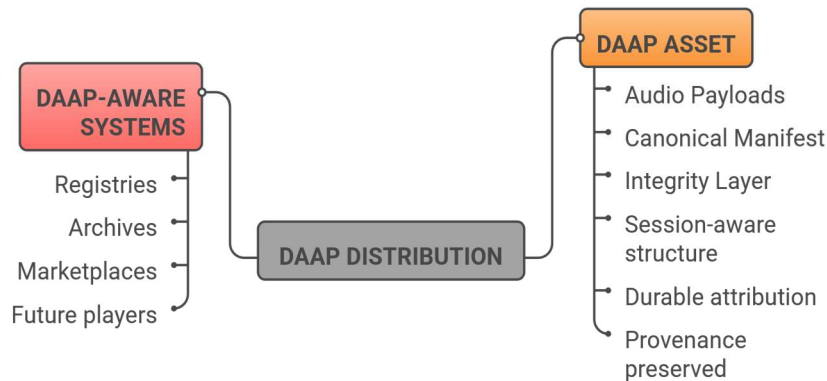 DAAP-AWARE
SYSTEMS
Registries
Archives
Marketplaces
Future players
DAAP DISTRIBUTION
DAAP ASSET
Audio Payloads
Canonical Manifest
Integrity Layer
Session-aware
structure
Durable attribution
Provenance
preserved